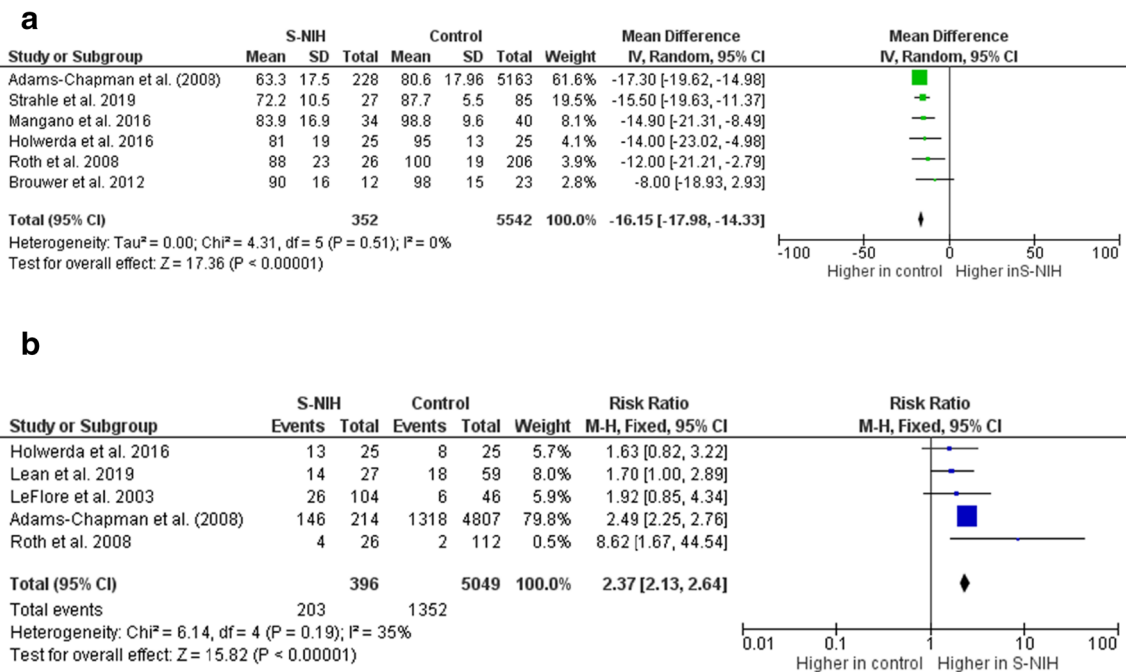 a
S-NIH Control Mean Difference Mean Difference
Study or Subgroup Mean SD Total Mean SD Total Weight IV, Random, 95% CI IV, Random, 95% CI
Adams-Chapman et al. (2008) 63.3 17.5 228 80.6 17.96 5163 61.6% -17.30 [-19.62, -14.98]
Strahle et al. 2019 72.2 10.5 27 87.7 5.5 85 19.5% -15.50 [-19.63, -11.37]
Mangano et al. 2016 83.9 16.9 34 98.8 9.6 40 8.1% -14.90 [-21.31, -8.49]
Holwerda et al. 2016 81 19 25 95 13 25 4.1% -14.00 [-23.02, -4.98]
Roth et al. 2008 88 23 26 100 19 206 3.9% -12.00 [-21.21, -2.79]
Brouwer et al. 2012 90 16 12 98 15 23 2.8% -8.00 [-18.93, 2.93]
Total (95% CI) 352 5542 100.0% -16.15 [-17.98, -14.33]
Heterogeneity: Tau² = 0.00; Chi² = 4.31, df = 5 (P = 0.51); I² = 0%
Test for overall effect: Z = 17.36 (P < 0.00001)
-100 -50 0 50 100
Higher in control Higher inS-NIH
b
S-NIH Control Risk Ratio Risk Ratio
Study or Subgroup Events Total Events Total Weight M-H, Fixed, 95% CI M-H, Fixed, 95% CI
Holwerda et al. 2016 13 25 8 25 5.7% 1.63 [0.82, 3.22]
Lean et al. 2019 14 27 18 59 8.0% 1.70 [1.00, 2.89]
LeFlore et al. 2003 26 104 6 46 5.9% 1.92 [0.85, 4.34]
Adams-Chapman et al. (2008) 146 214 1318 4807 79.8% 2.49 [2.25, 2.76]
Roth et al. 2008 4 26 2 112 0.5% 8.62 [1.67, 44.54]
Total (95% CI) 396 5049 100.0% 2.37 [2.13, 2.64]
Total events 203 1352
Heterogeneity: Chi² = 6.14, df = 4 (P = 0.19); I² = 35%
Test for overall effect: Z = 15.82 (P < 0.00001)
0.01 0.1 1 10 100
Higher in control Higher in S-NIH